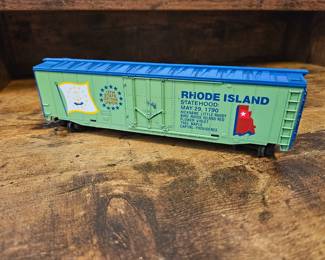 RHODE ISLAND
STATEHOOD:
MAY 29, 1790
NICKNAME: LITTLE RHODY
BIRD: RHODE ISLAND RED
FLOWER: VIOLET
TREE: MAPLE
CAPITAL: PROVIDENCE